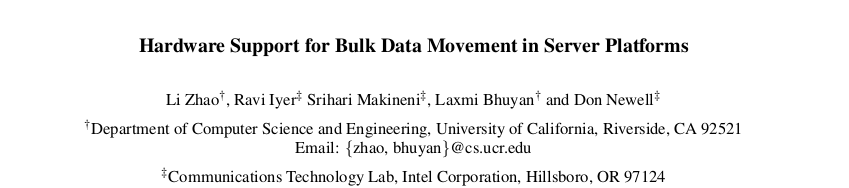 Hardware Support for Bulk Data Movement in Server Platforms
Li Zhao†, Ravi Iyer‡ Srihari Makineni‡, Laxmi Bhuyan† and Don Newell‡
†Department of Computer Science and Engineering, University of California, Riverside, CA 92521
Email: {zhao, bhuyan}@cs.ucr.edu
‡Communications Technology Lab, Intel Corporation, Hillsboro, OR 97124